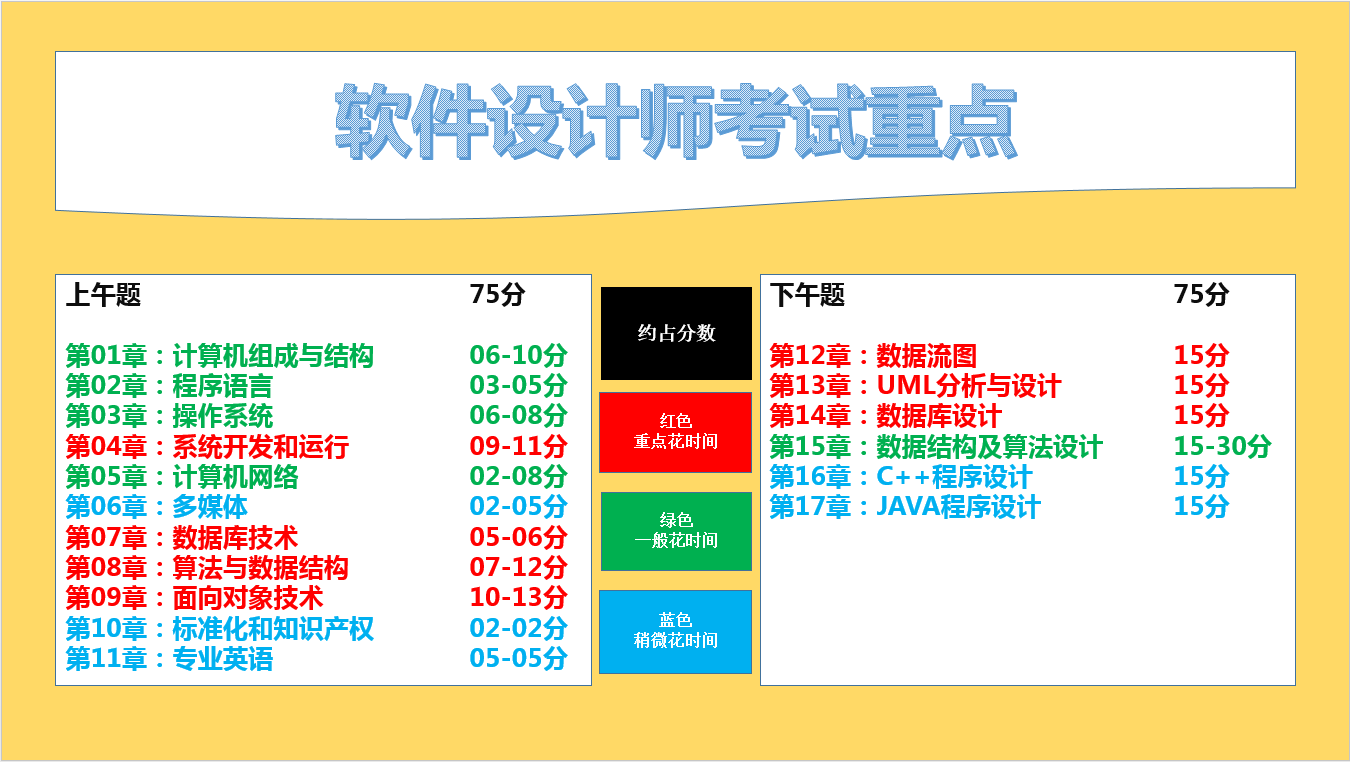 软件设计师考试重点
上午题 75分
第01章：计算机组成与结构 06-10分
第02章：程序语言 03-05分
第03章：操作系统 06-08分
第04章：系统开发和运行 09-11分
第05章：计算机网络 02-08分
第06章：多媒体 02-05分
第07章：数据库技术 05-06分
第08章：算法与数据结构 07-12分
第09章：面向对象技术 10-13分
第10章：标准化和知识产权 02-02分
第11章：专业英语 05-05分
约占分数
红色
重点花时间
绿色
一般花时间
蓝色
稍微花时间
下午题 75分
第12章：数据流图 15分
第13章：UML分析与设计 15分
第14章：数据库设计 15分
第15章：数据结构及算法设计 15-30分
第16章：C++程序设计 15分
第17章：JAVA程序设计 15分